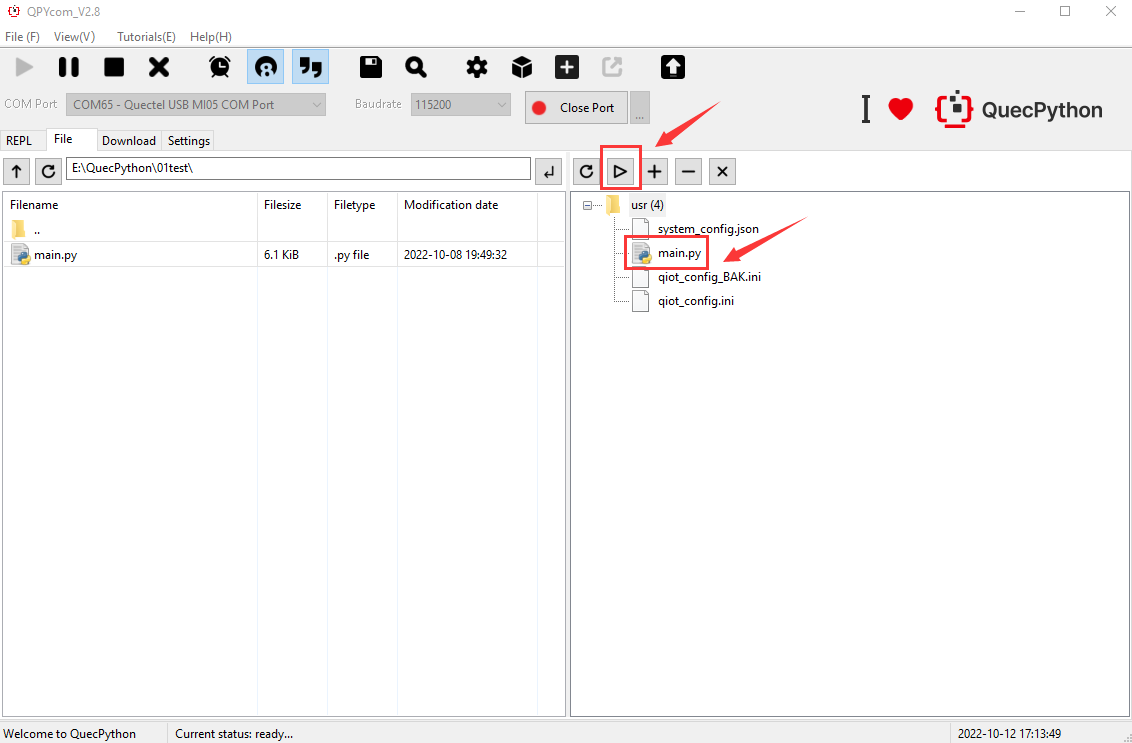 QPYcom_V2.8
File (F) View(V) Tutorials(E) Help(H)
COM Port COM65 - Quectel USB MI05 COM Port Baudrate 115200 Close Port ...
I QuecPython
REPL File Download Settings
E:\QuecPython\01test\
Filename Filesize Filetype Modification date
..
main.py 6.1 KiB .py file 2022-10-08 19:49:32
usr (4)
system_config.json
main.py
qiot_config_BAK.ini
qiot_config.ini
Welcome to QuecPython Current status: ready... 2022-10-12 17:13:49